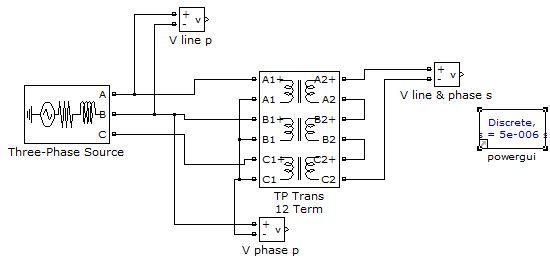 +
-
v
V line p
A
B
C
Three-Phase Source
A1+
A2+
A1
A2
B1+
B2+
B1
B2
C1+
C2+
C1
C2
TP Trans
12 Term
+
-
v
V line & phase s
Discrete,
s = 5e-006 s
powergui
+
-
v
V phase p